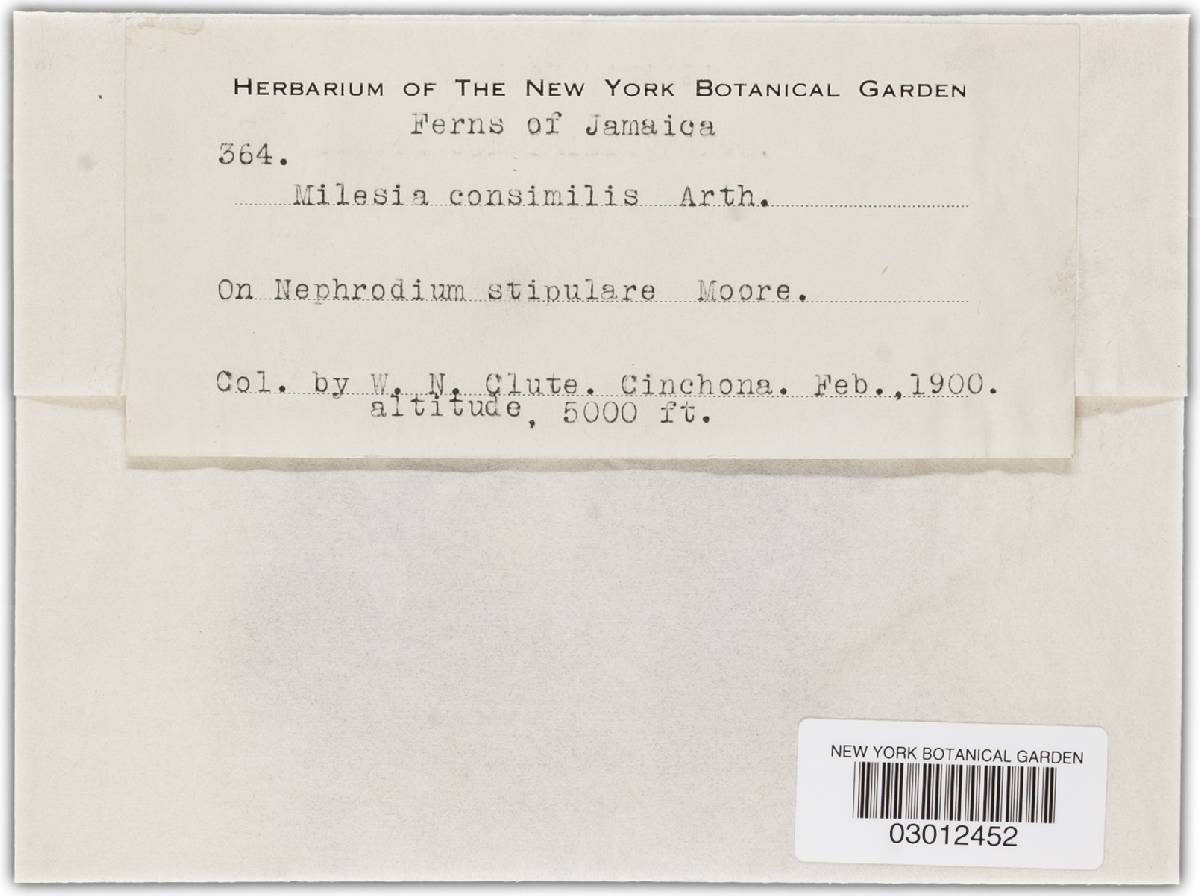 HERBARIUM OF THE NEW YORK BOTANICAL GARDEN
Ferns of Jamaica
364.
Milesia consimilis Arth.
On Nephrodium stipulare Moore.
Col. by W. N. Clute. Cinchona. Feb.,1900.
altitude, 5000 ft.
NEW YORK BOTANICAL GARDEN
03012452